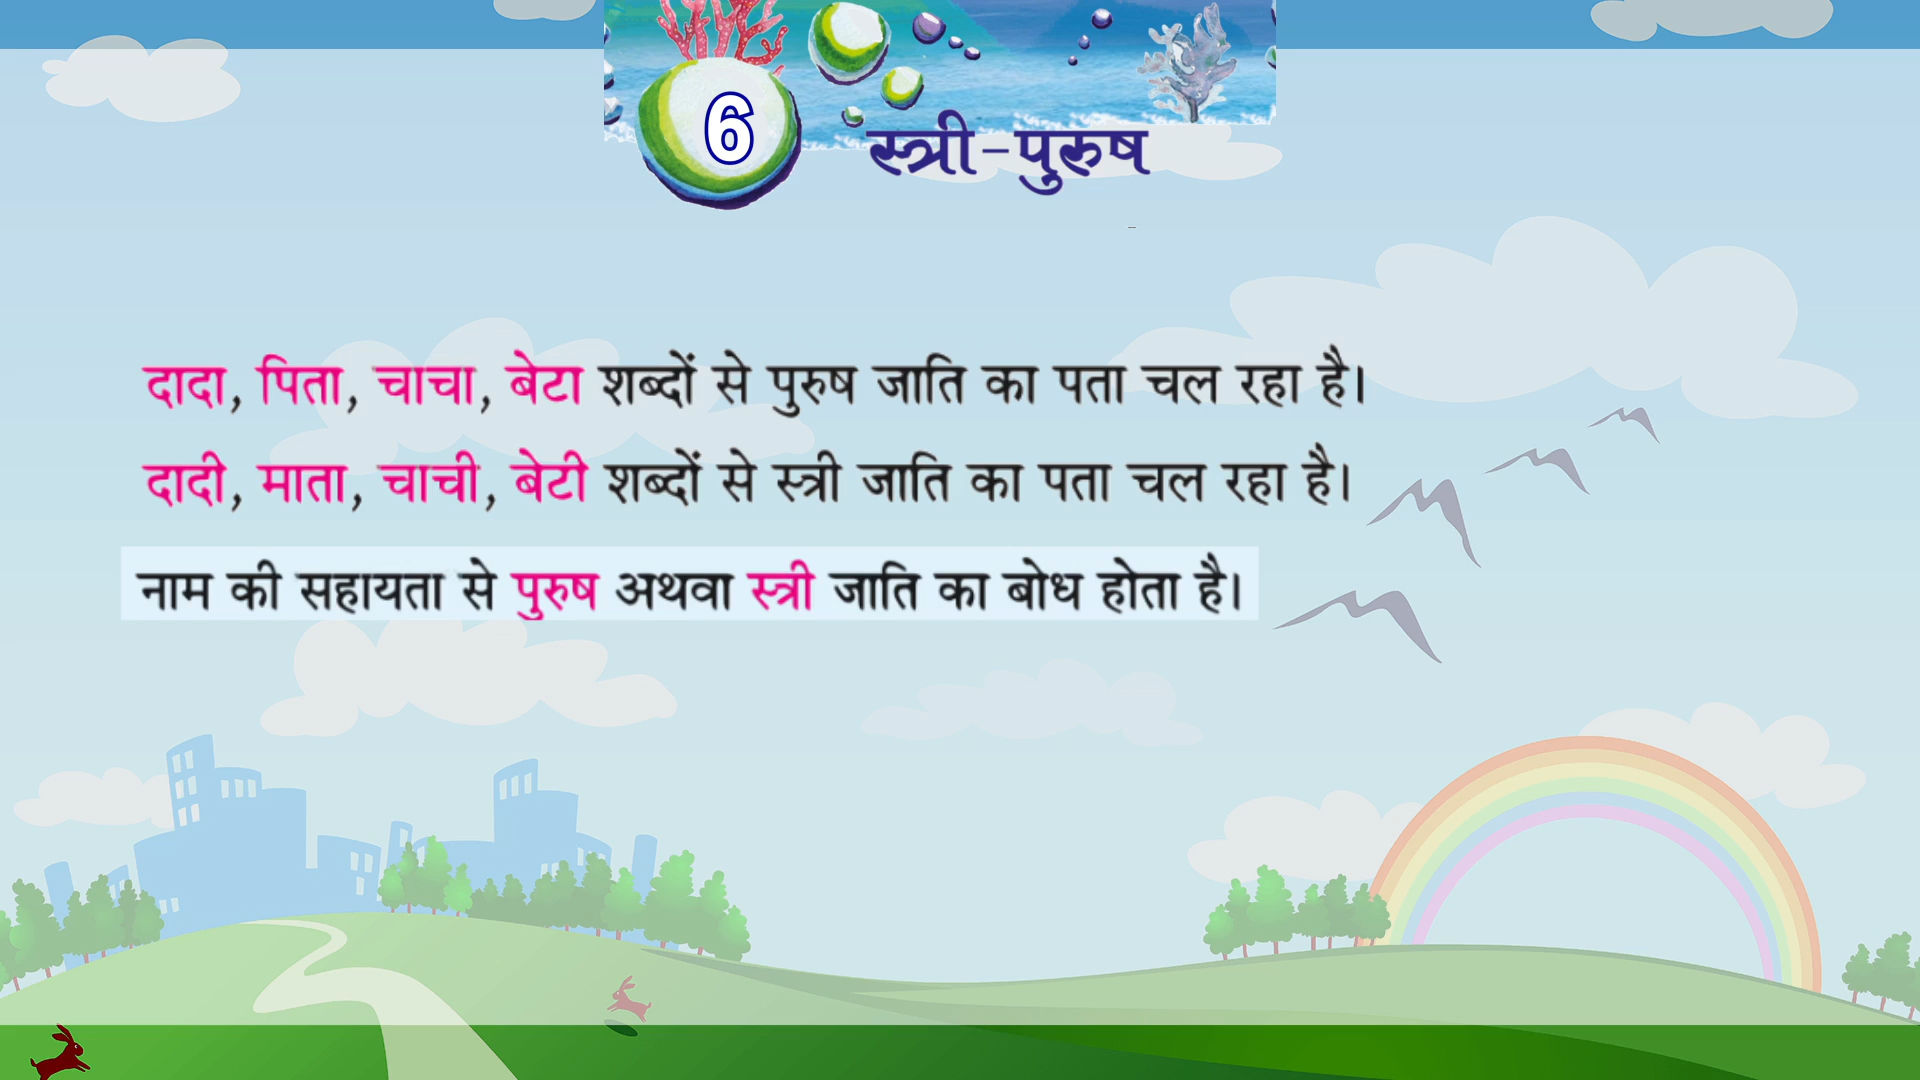 6
स्त्री-पुरुष
दादा, पिता, चाचा, बेटा शब्दों से पुरुष जाति का पता चल रहा है।
दादी, माता, चाची, बेटी शब्दों से स्त्री जाति का पता चल रहा है।
नाम की सहायता से पुरुष अथवा स्त्री जाति का बोध होता है।